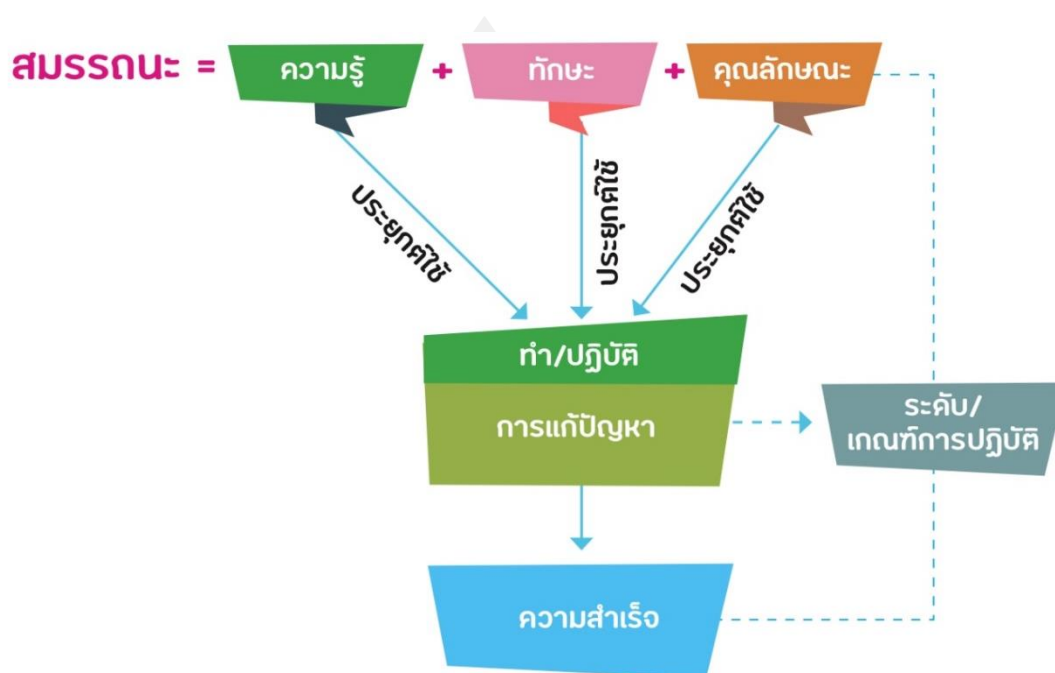 สมรรถนะ = ความรู้ + ทักษะ + คุณลักษณะ
ประยุกต์ใช้
ประยุกต์ใช้
ประยุกต์ใช้
ทำ/ปฏิบัติ
การแก้ปัญหา
ระดับ/
เกณฑ์การปฏิบัติ
ความสำเร็จ